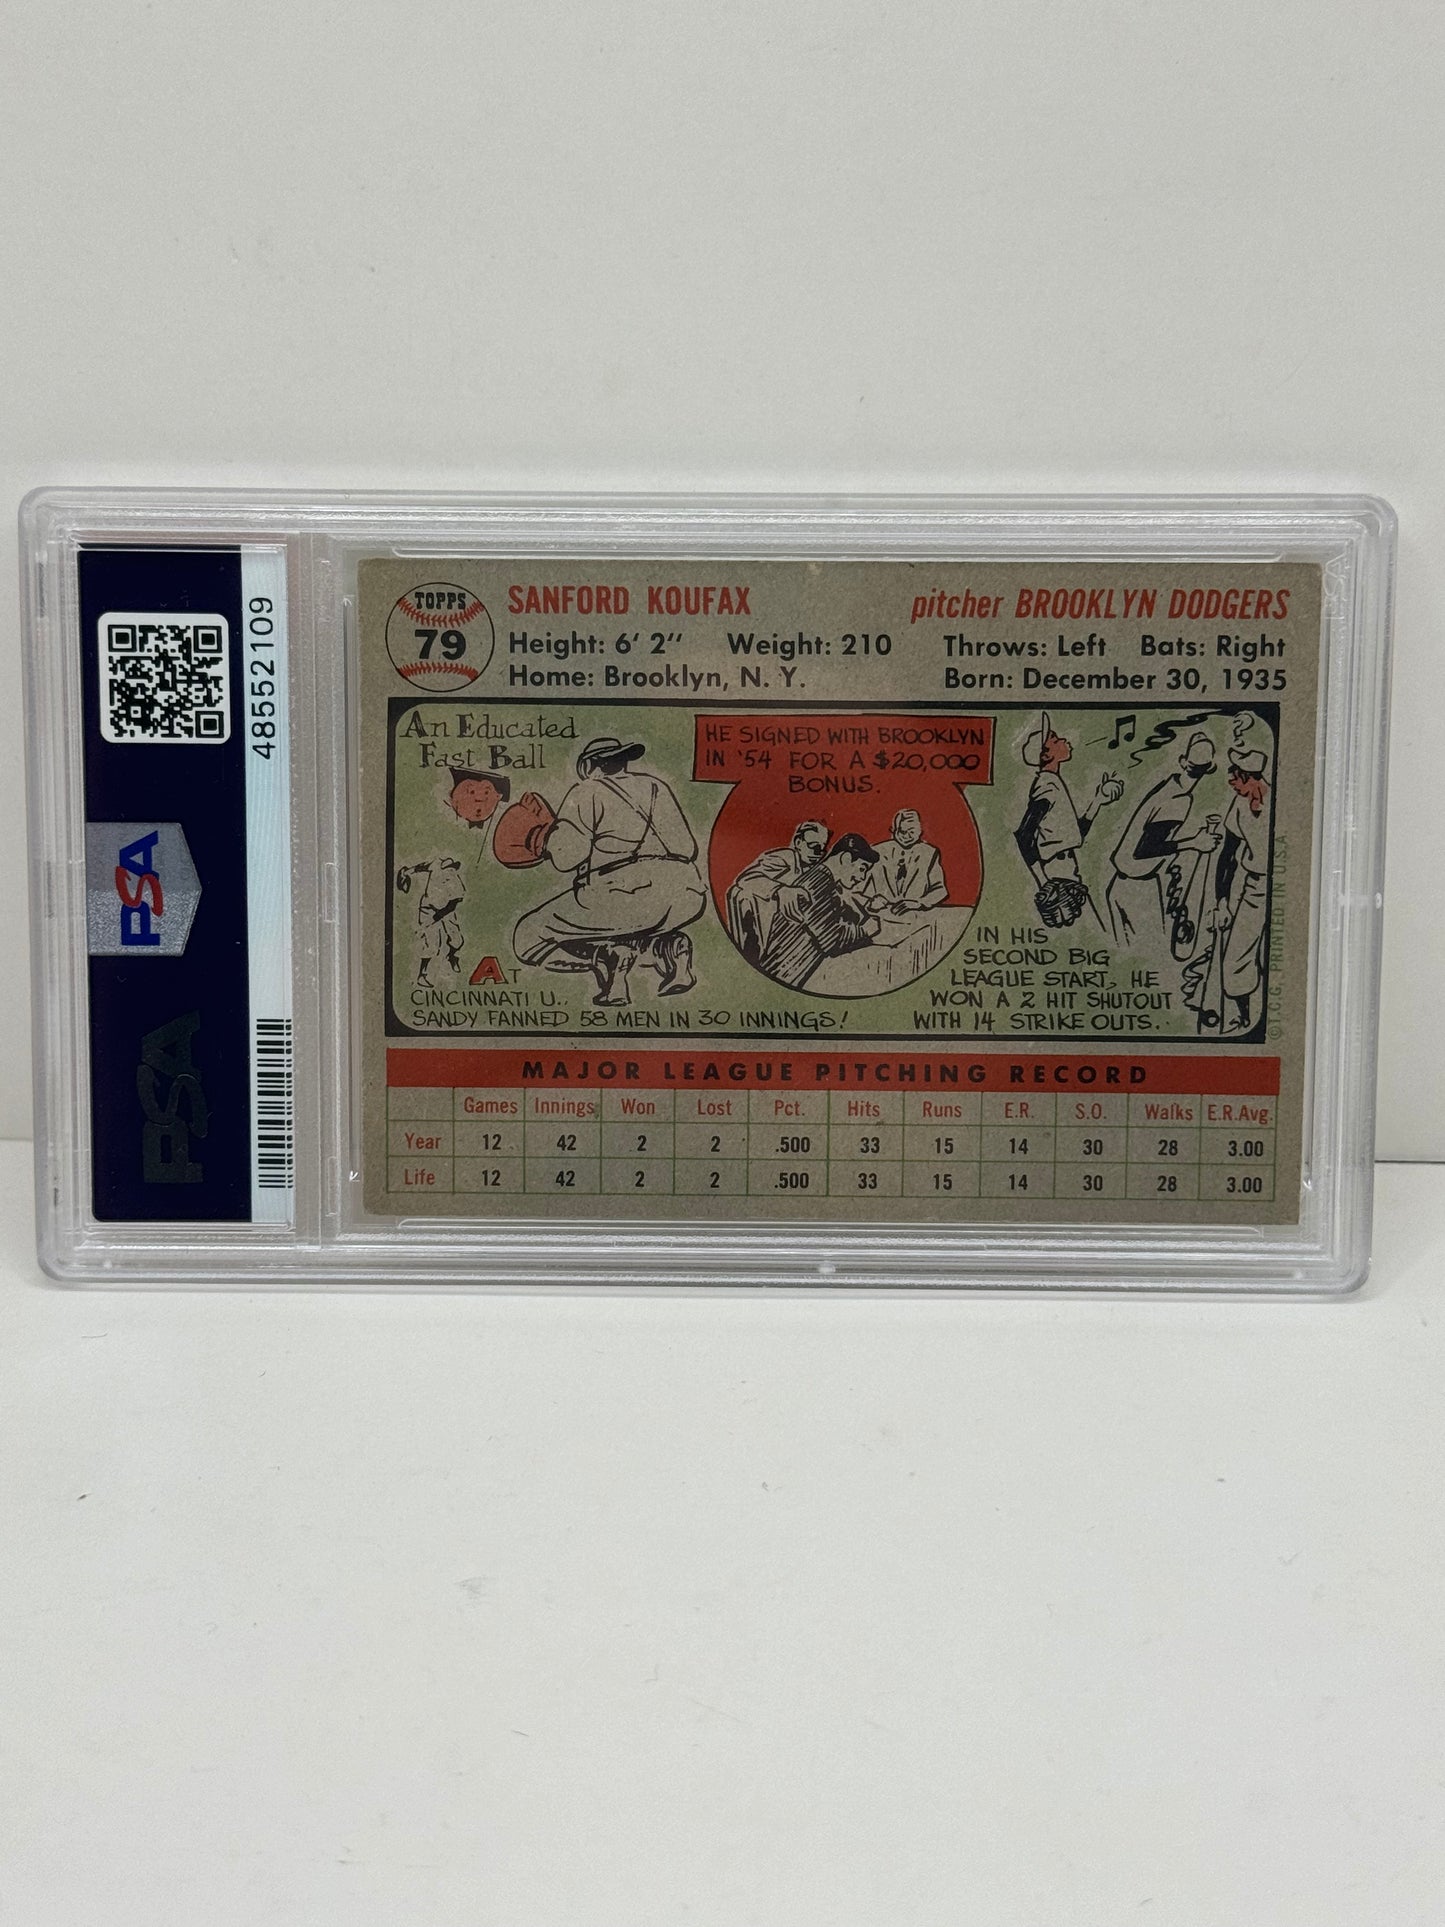 48552109
PSA
PSA
TOPPS
79
SANFORD KOUFAX
pitcher BROOKLYN DODGERS
Height: 6' 2" Weight: 210
Throws: Left Bats: Right
Home: Brooklyn, N. Y.
Born: December 30, 1935
An Educated
Fast Ball
AT
CINCINNATI U..
SANDY FANNED 58 MEN IN 30 INNINGS!
HE SIGNED WITH BROOKLYN
IN '54 FOR A $20,000
BONUS.
IN HIS
SECOND BIG
LEAGUE START, HE
WON A 2 HIT SHUTOUT
WITH 14 STRIKE OUTS.
©T.C.G. PRINTED IN U.S.A.
MAJOR LEAGUE PITCHING RECORD
Games Innings Won Lost Pct. Hits Runs E.R. S.O. Walks E.R.Avg.
Year 12 42 2 2 .500 33 15 14 30 28 3.00
Life 12 42 2 2 .500 33 15 14 30 28 3.00